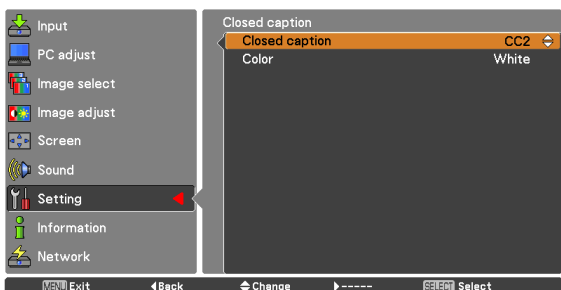 Input
PC adjust
Image select
Image adjust
Screen
Sound
Setting
Information
Network
Closed caption
Closed caption CC2
Color White
MENU Exit ◀Back Change ▶----- SELECT Select